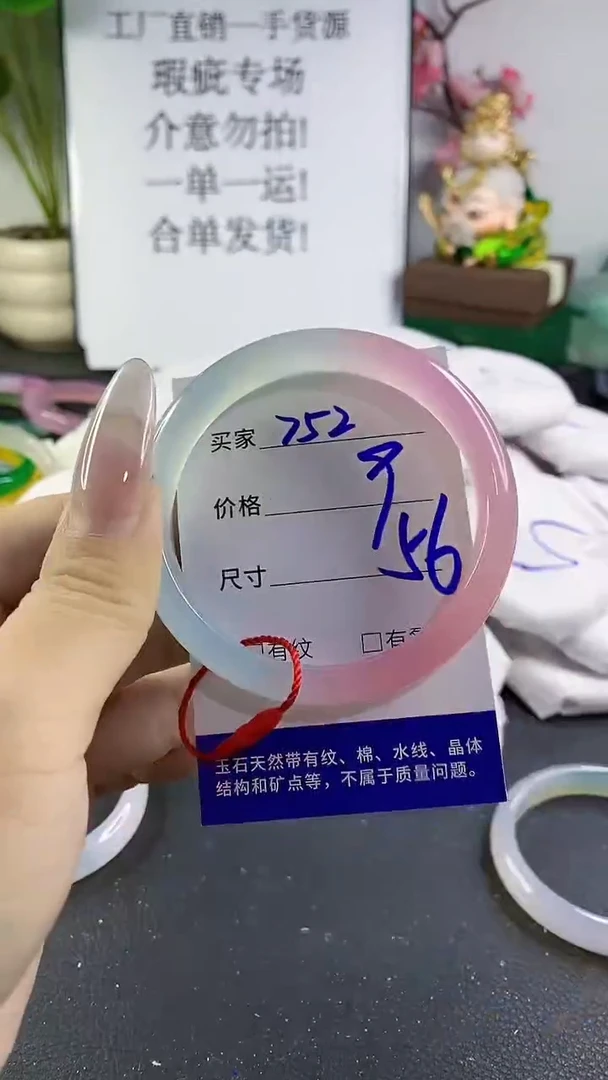 工厂直销一手货源
瑕疵专场
介意勿拍!
一单一运!
合单发货!
买家 752
价格
尺寸 56
有纹 □有
玉石天然带有纹、棉、水线、晶体
结构和矿点等，不属于质量问题。